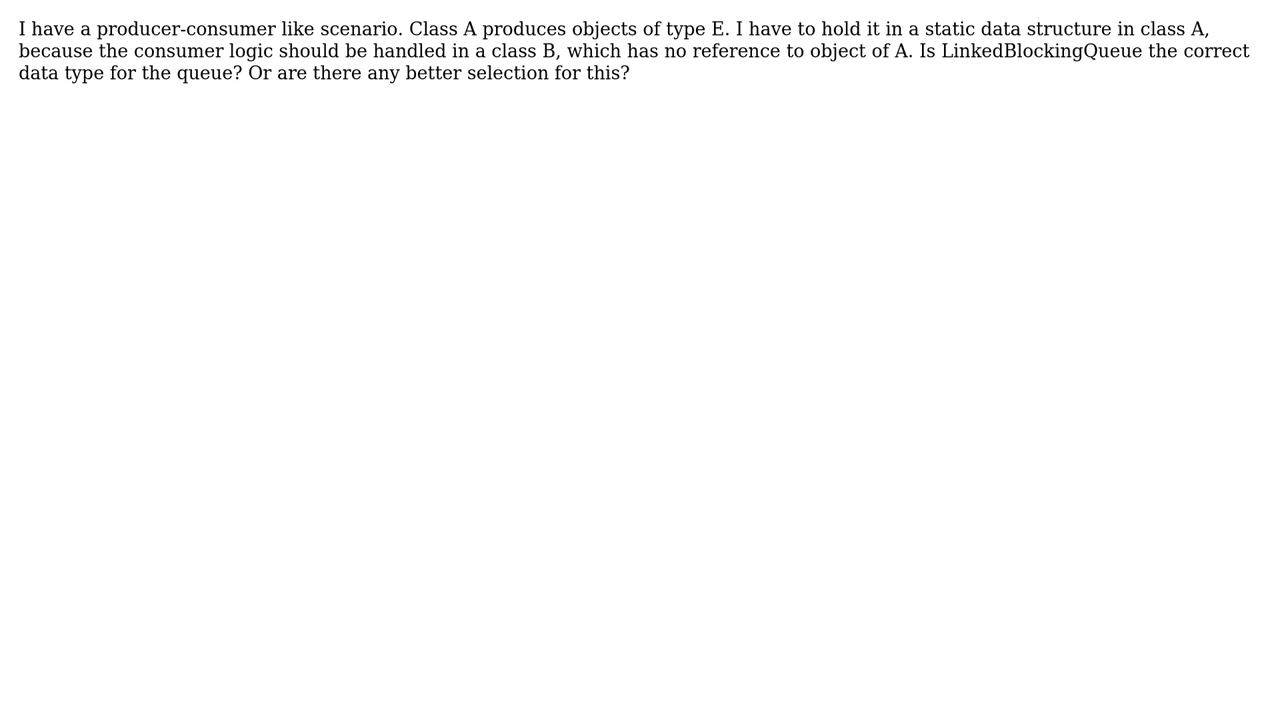 I have a producer-consumer like scenario. Class A produces objects of type E. I have to hold it in a static data structure in class A,
because the consumer logic should be handled in a class B, which has no reference to object of A. Is LinkedBlockingQueue the correct
data type for the queue? Or are there any better selection for this?